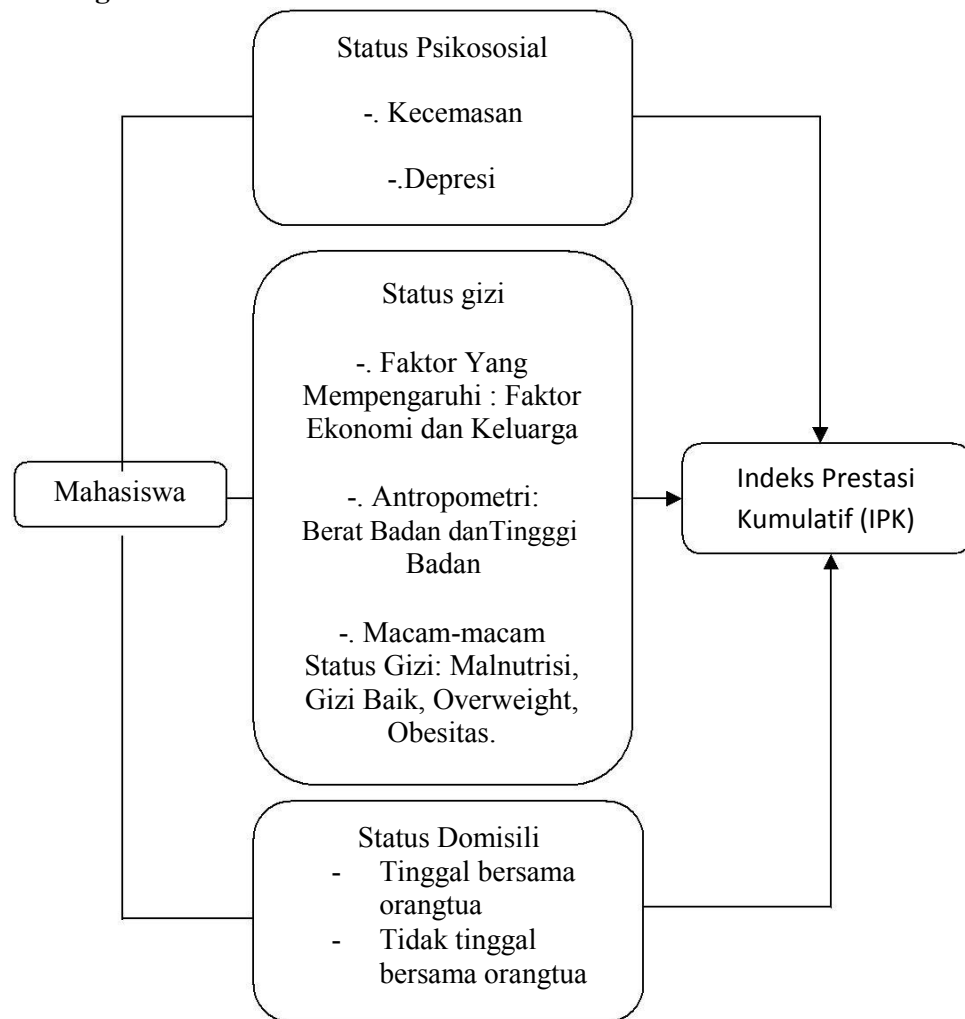 Status Psikososial
-. Kecemasan
-.Depresi
Status gizi
-. Faktor Yang
Mempengaruhi : Faktor
Ekonomi dan Keluarga
-. Antropometri:
Berat Badan danTingggi
Badan
-. Macam-macam
Status Gizi: Malnutrisi,
Gizi Baik, Overweight,
Obesitas.
Mahasiswa
Indeks Prestasi
Kumulatif (IPK)
Status Domisili
- Tinggal bersama
orangtua
- Tidak tinggal
bersama orangtua